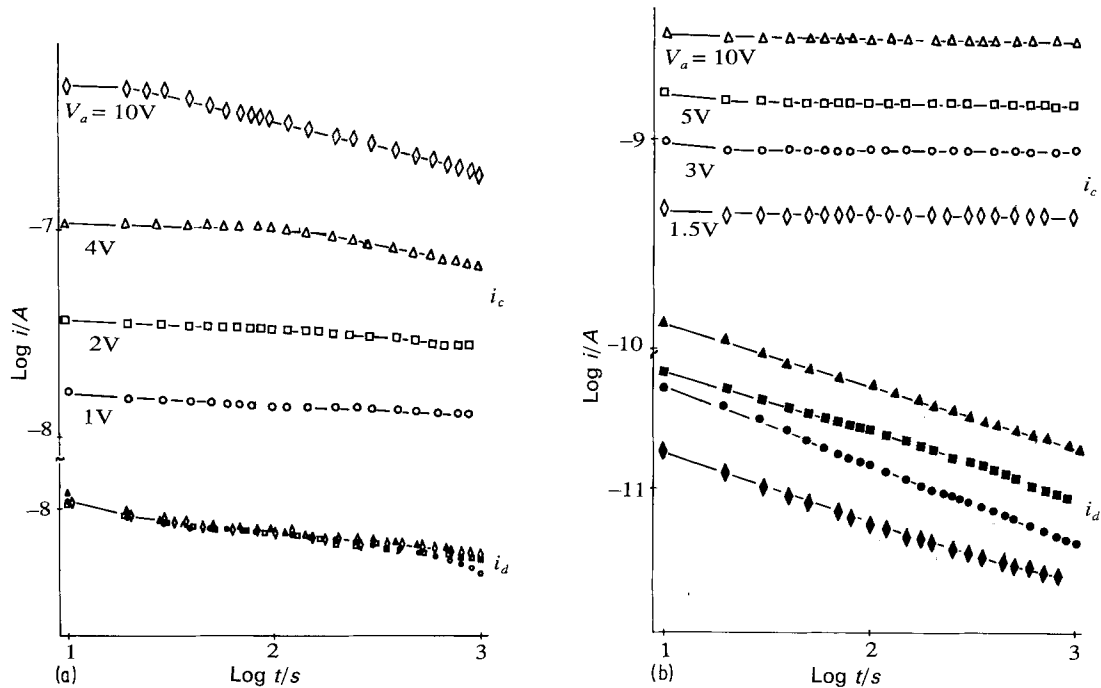 V_a = 10V
−7
4V
i_c
2V
1V
−8
−8
i_d
Log i/A
1
2
3
(a)
Log t/s
V_a = 10V
5V
−9
3V
i_c
1.5V
−10
Log i/A
−11
i_d
1
2
3
(b)
Log t/s